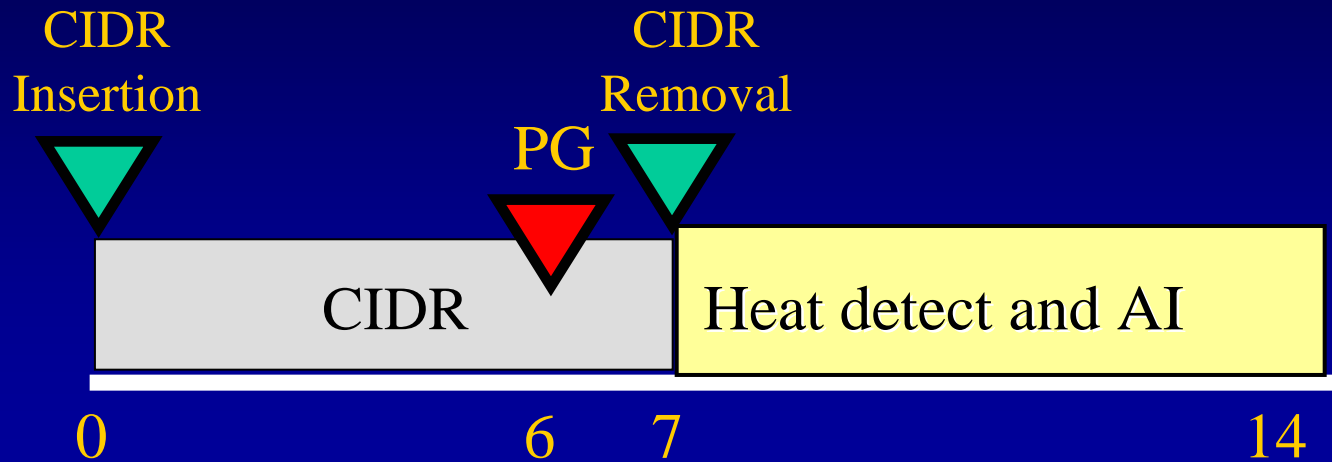 CIDR
Insertion
CIDR
Removal
PG
CIDR
Heat detect and AI
0
6
7
14